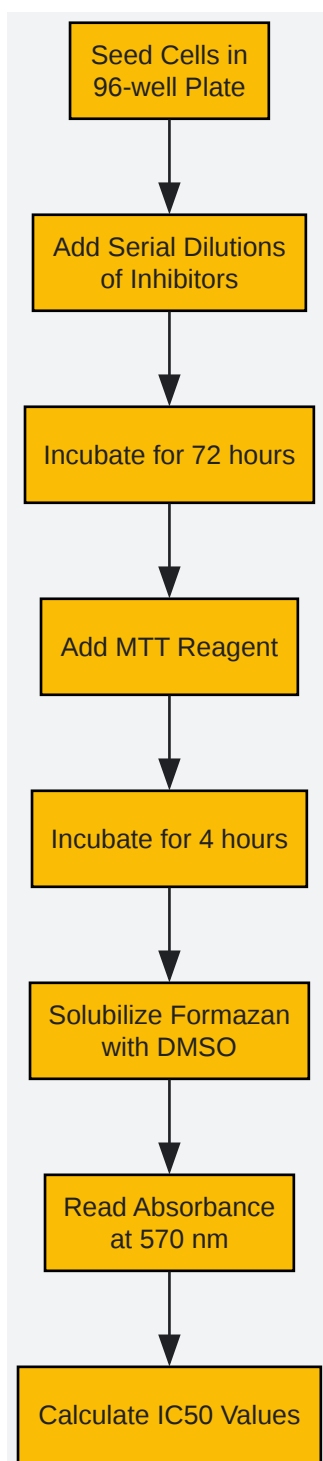 Seed Cells in
96-well Plate
Add Serial Dilutions
of Inhibitors
Incubate for 72 hours
Add MTT Reagent
Incubate for 4 hours
Solubilize Formazan
with DMSO
Read Absorbance
at 570 nm
Calculate IC50 Values